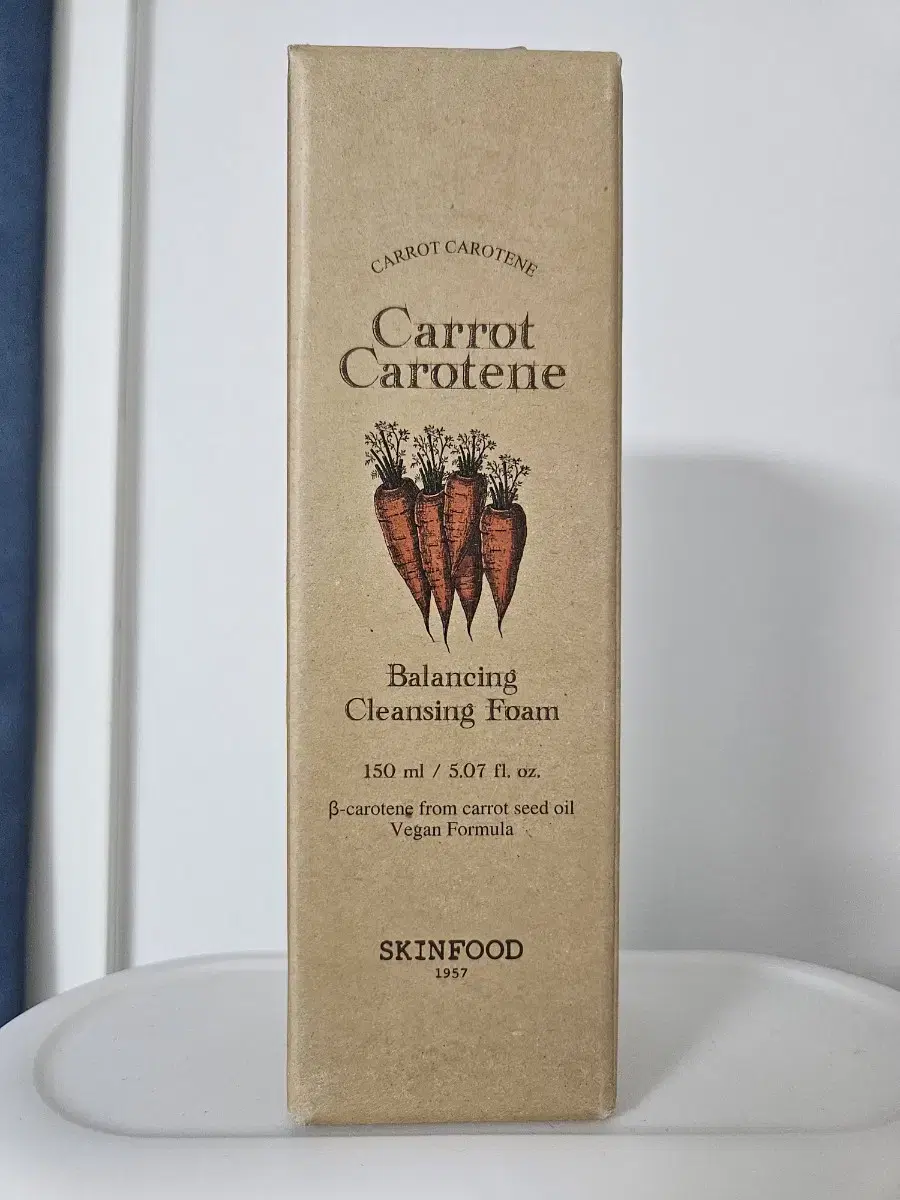 CARROT CAROTENE
Carrot
Carotene
Balancing
Cleansing Foam
150 ml / 5.07 fl. oz.
β-carotene from carrot seed oil
Vegan Formula
SKINFOOD
1957